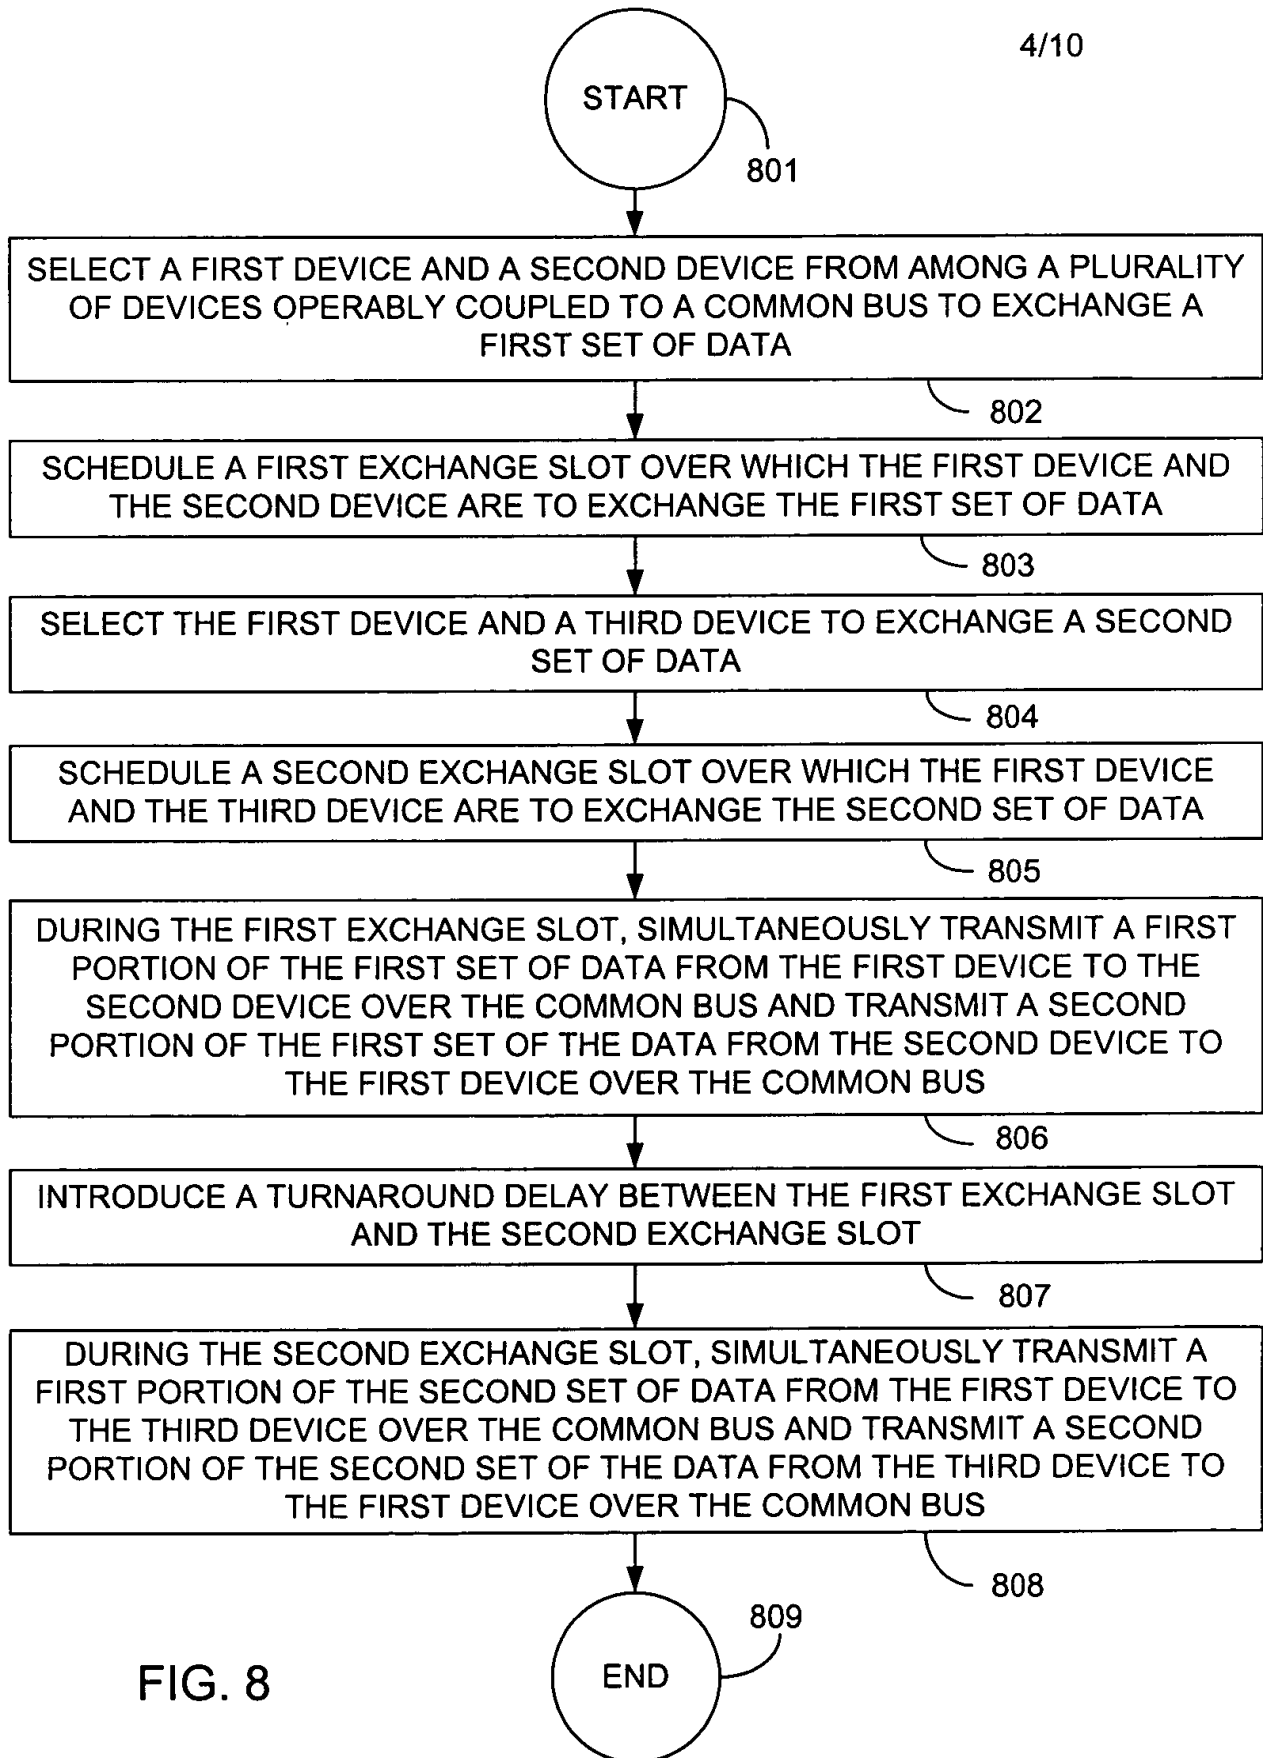 4/10
START
801
SELECT A FIRST DEVICE AND A SECOND DEVICE FROM AMONG A PLURALITY
OF DEVICES OPERABLY COUPLED TO A COMMON BUS TO EXCHANGE A
FIRST SET OF DATA
802
SCHEDULE A FIRST EXCHANGE SLOT OVER WHICH THE FIRST DEVICE AND
THE SECOND DEVICE ARE TO EXCHANGE THE FIRST SET OF DATA
803
SELECT THE FIRST DEVICE AND A THIRD DEVICE TO EXCHANGE A SECOND
SET OF DATA
804
SCHEDULE A SECOND EXCHANGE SLOT OVER WHICH THE FIRST DEVICE
AND THE THIRD DEVICE ARE TO EXCHANGE THE SECOND SET OF DATA
805
DURING THE FIRST EXCHANGE SLOT, SIMULTANEOUSLY TRANSMIT A FIRST
PORTION OF THE FIRST SET OF DATA FROM THE FIRST DEVICE TO THE
SECOND DEVICE OVER THE COMMON BUS AND TRANSMIT A SECOND
PORTION OF THE FIRST SET OF THE DATA FROM THE SECOND DEVICE TO
THE FIRST DEVICE OVER THE COMMON BUS
806
INTRODUCE A TURNAROUND DELAY BETWEEN THE FIRST EXCHANGE SLOT
AND THE SECOND EXCHANGE SLOT
807
DURING THE SECOND EXCHANGE SLOT, SIMULTANEOUSLY TRANSMIT A
FIRST PORTION OF THE SECOND SET OF DATA FROM THE FIRST DEVICE TO
THE THIRD DEVICE OVER THE COMMON BUS AND TRANSMIT A SECOND
PORTION OF THE SECOND SET OF THE DATA FROM THE THIRD DEVICE TO
THE FIRST DEVICE OVER THE COMMON BUS
808
809
END
FIG. 8